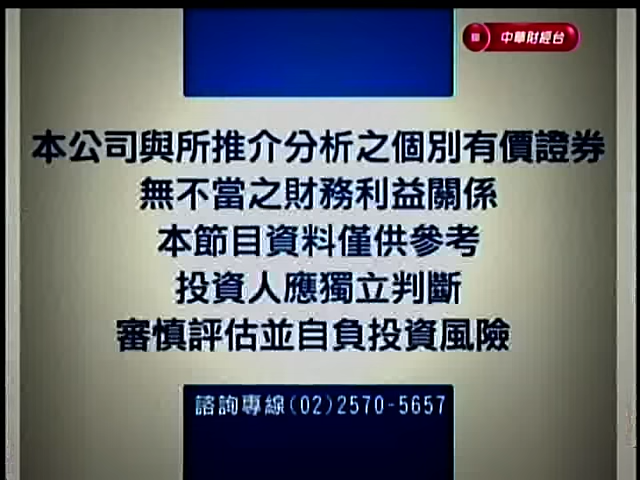 中華財經台
本公司與所推介分析之個別有價證券
無不當之財務利益關係
本節目資料僅供參考
投資人應獨立判斷
審慎評估並自負投資風險
諮詢專線(02)2570-5657